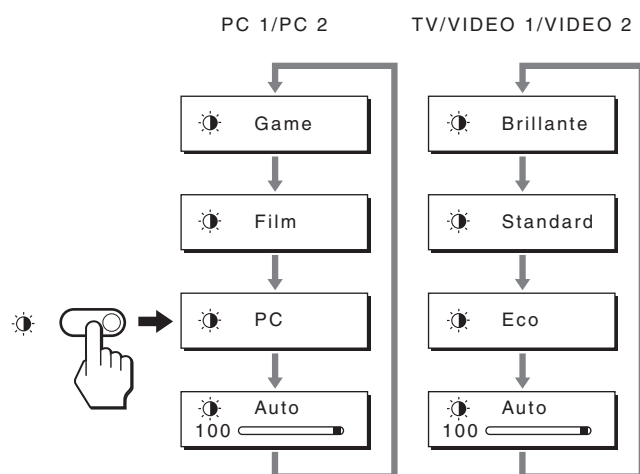 PC 1/PC 2
Game
Film
PC
Auto
100
TV/VIDEO 1/VIDEO 2
Brillante
Standard
Eco
Auto
100